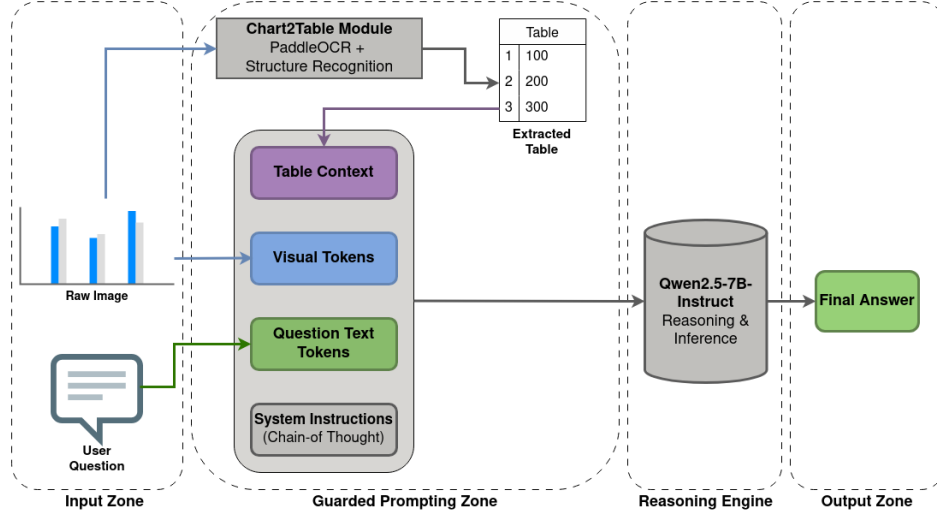 Chart2Table Module
PaddleOCR +
Structure Recognition
Table
1 100
2 200
3 300
Extracted
Table
Table Context
Visual Tokens
Raw Image
Question Text
Tokens
User
Question
System Instructions
(Chain-of Thought)
Qwen2.5-7B-
Instruct
Reasoning &
Inference
Final Answer
Input Zone
Guarded Prompting Zone
Reasoning Engine
Output Zone